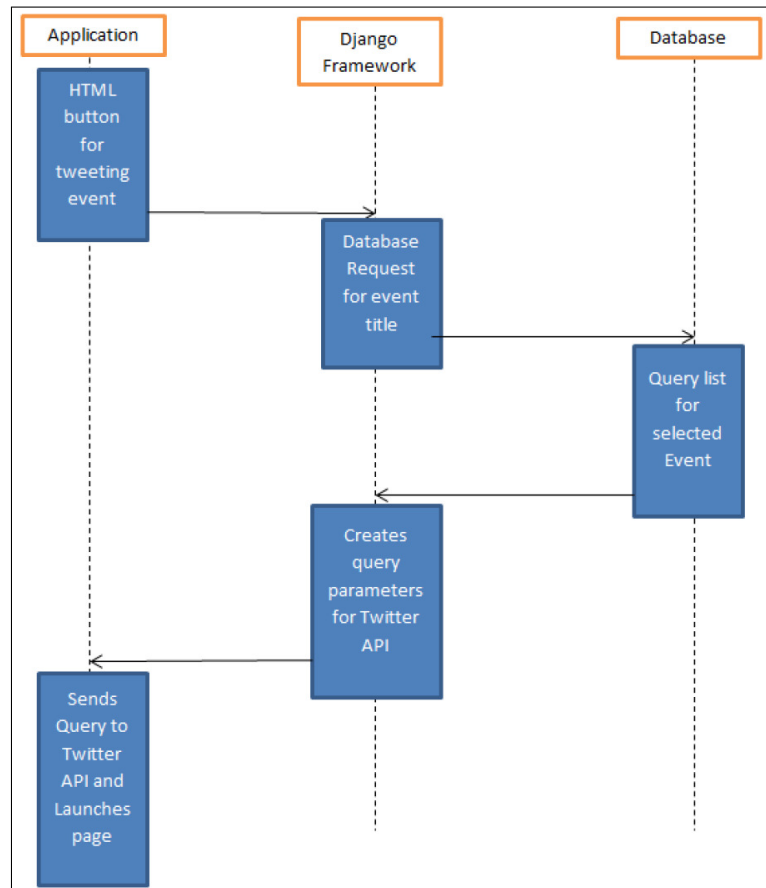 Application
Django
Framework
Database
HTML
button
for
tweeting
event
Database
Request
for event
title
Query list
for
selected
Event
Creates
query
parameters
for Twitter
API
Sends
Query to
Twitter
API and
Launches
page